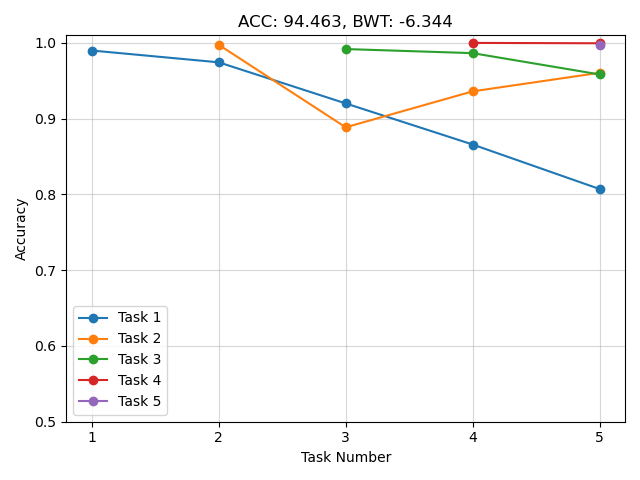 ACC: 94.463, BWT: -6.344
1.0
0.9
0.8
0.7
0.6
0.5
Accuracy
Task 1
Task 2
Task 3
Task 4
Task 5
1 2 3 4 5
Task Number